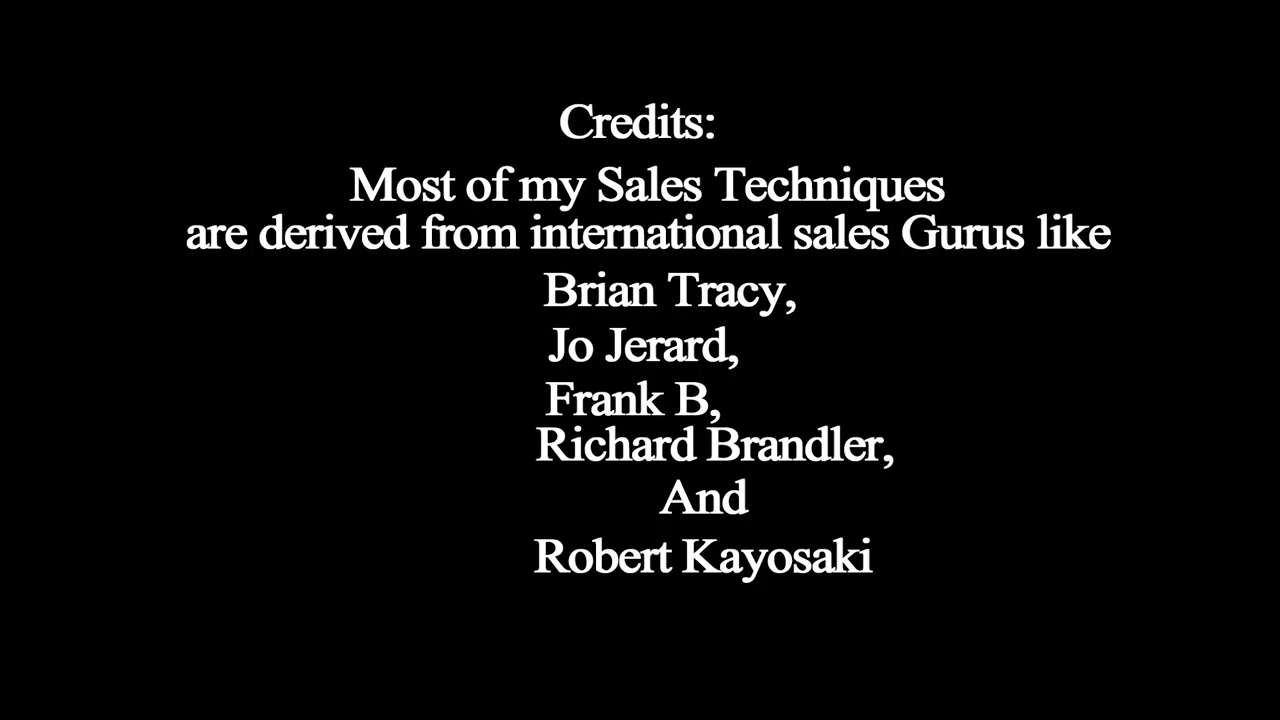 Credits:
Most of my Sales Techniques
are derived from international sales Gurus like
Brian Tracy,
Jo Jerard,
Frank B,
Richard Brandler,
And
Robert Kayosaki